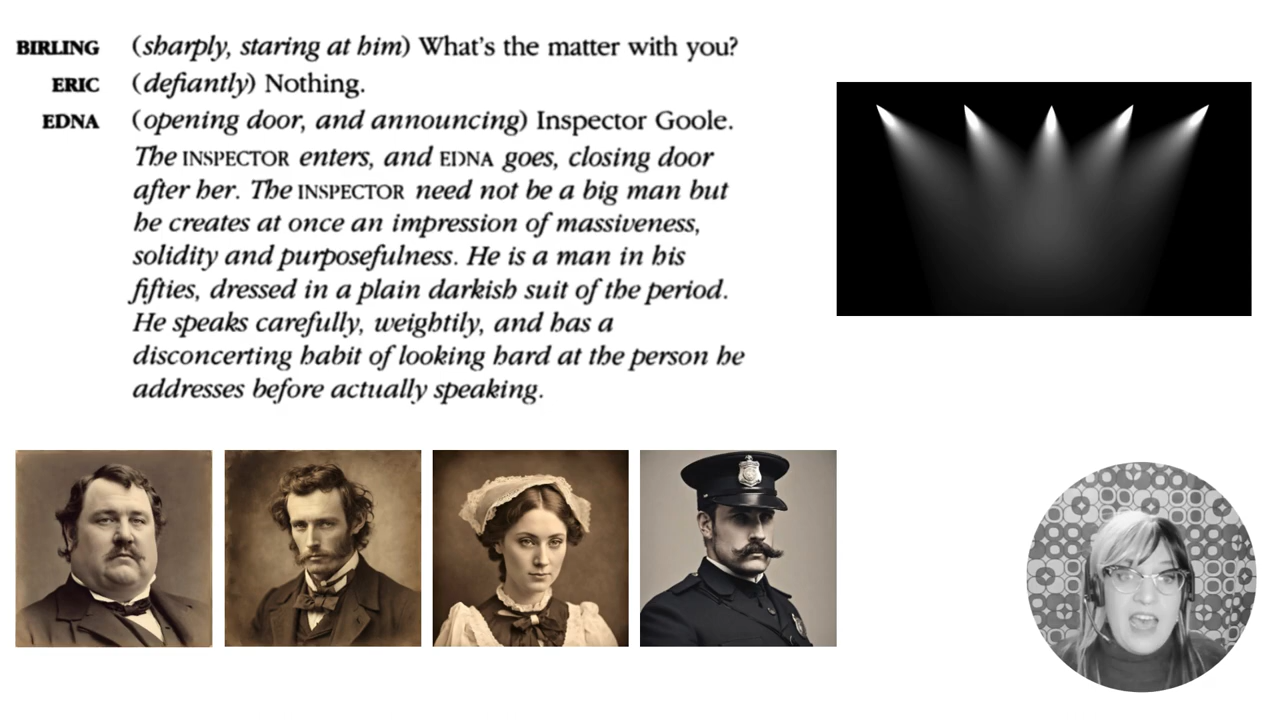 BIRLING (sharply, staring at him) What's the matter with you?
ERIC (defiantly) Nothing.
EDNA (opening door, and announcing) Inspector Goole.
The INSPECTOR enters, and EDNA goes, closing door
after her. The INSPECTOR need not be a big man but
he creates at once an impression of massiveness,
solidity and purposefulness. He is a man in his
fifties, dressed in a plain darkish suit of the period.
He speaks carefully, weightily, and has a
disconcerting habit of looking hard at the person he
addresses before actually speaking.